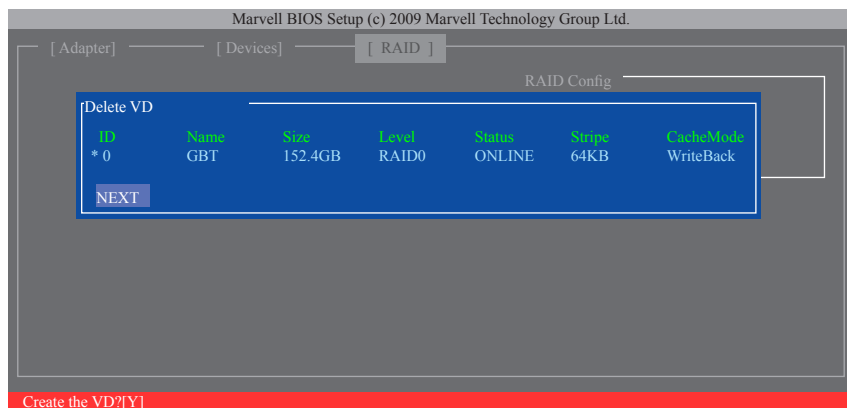 Marvell BIOS Setup (c) 2009 Marvell Technology Group Ltd.
[ Adapter] [ Devices] [ RAID ]
RAID Config
Delete VD
ID Name Size Level Status Stripe CacheMode
* 0 GBT 152.4GB RAID0 ONLINE 64KB WriteBack
NEXT
Create the VD?[Y]